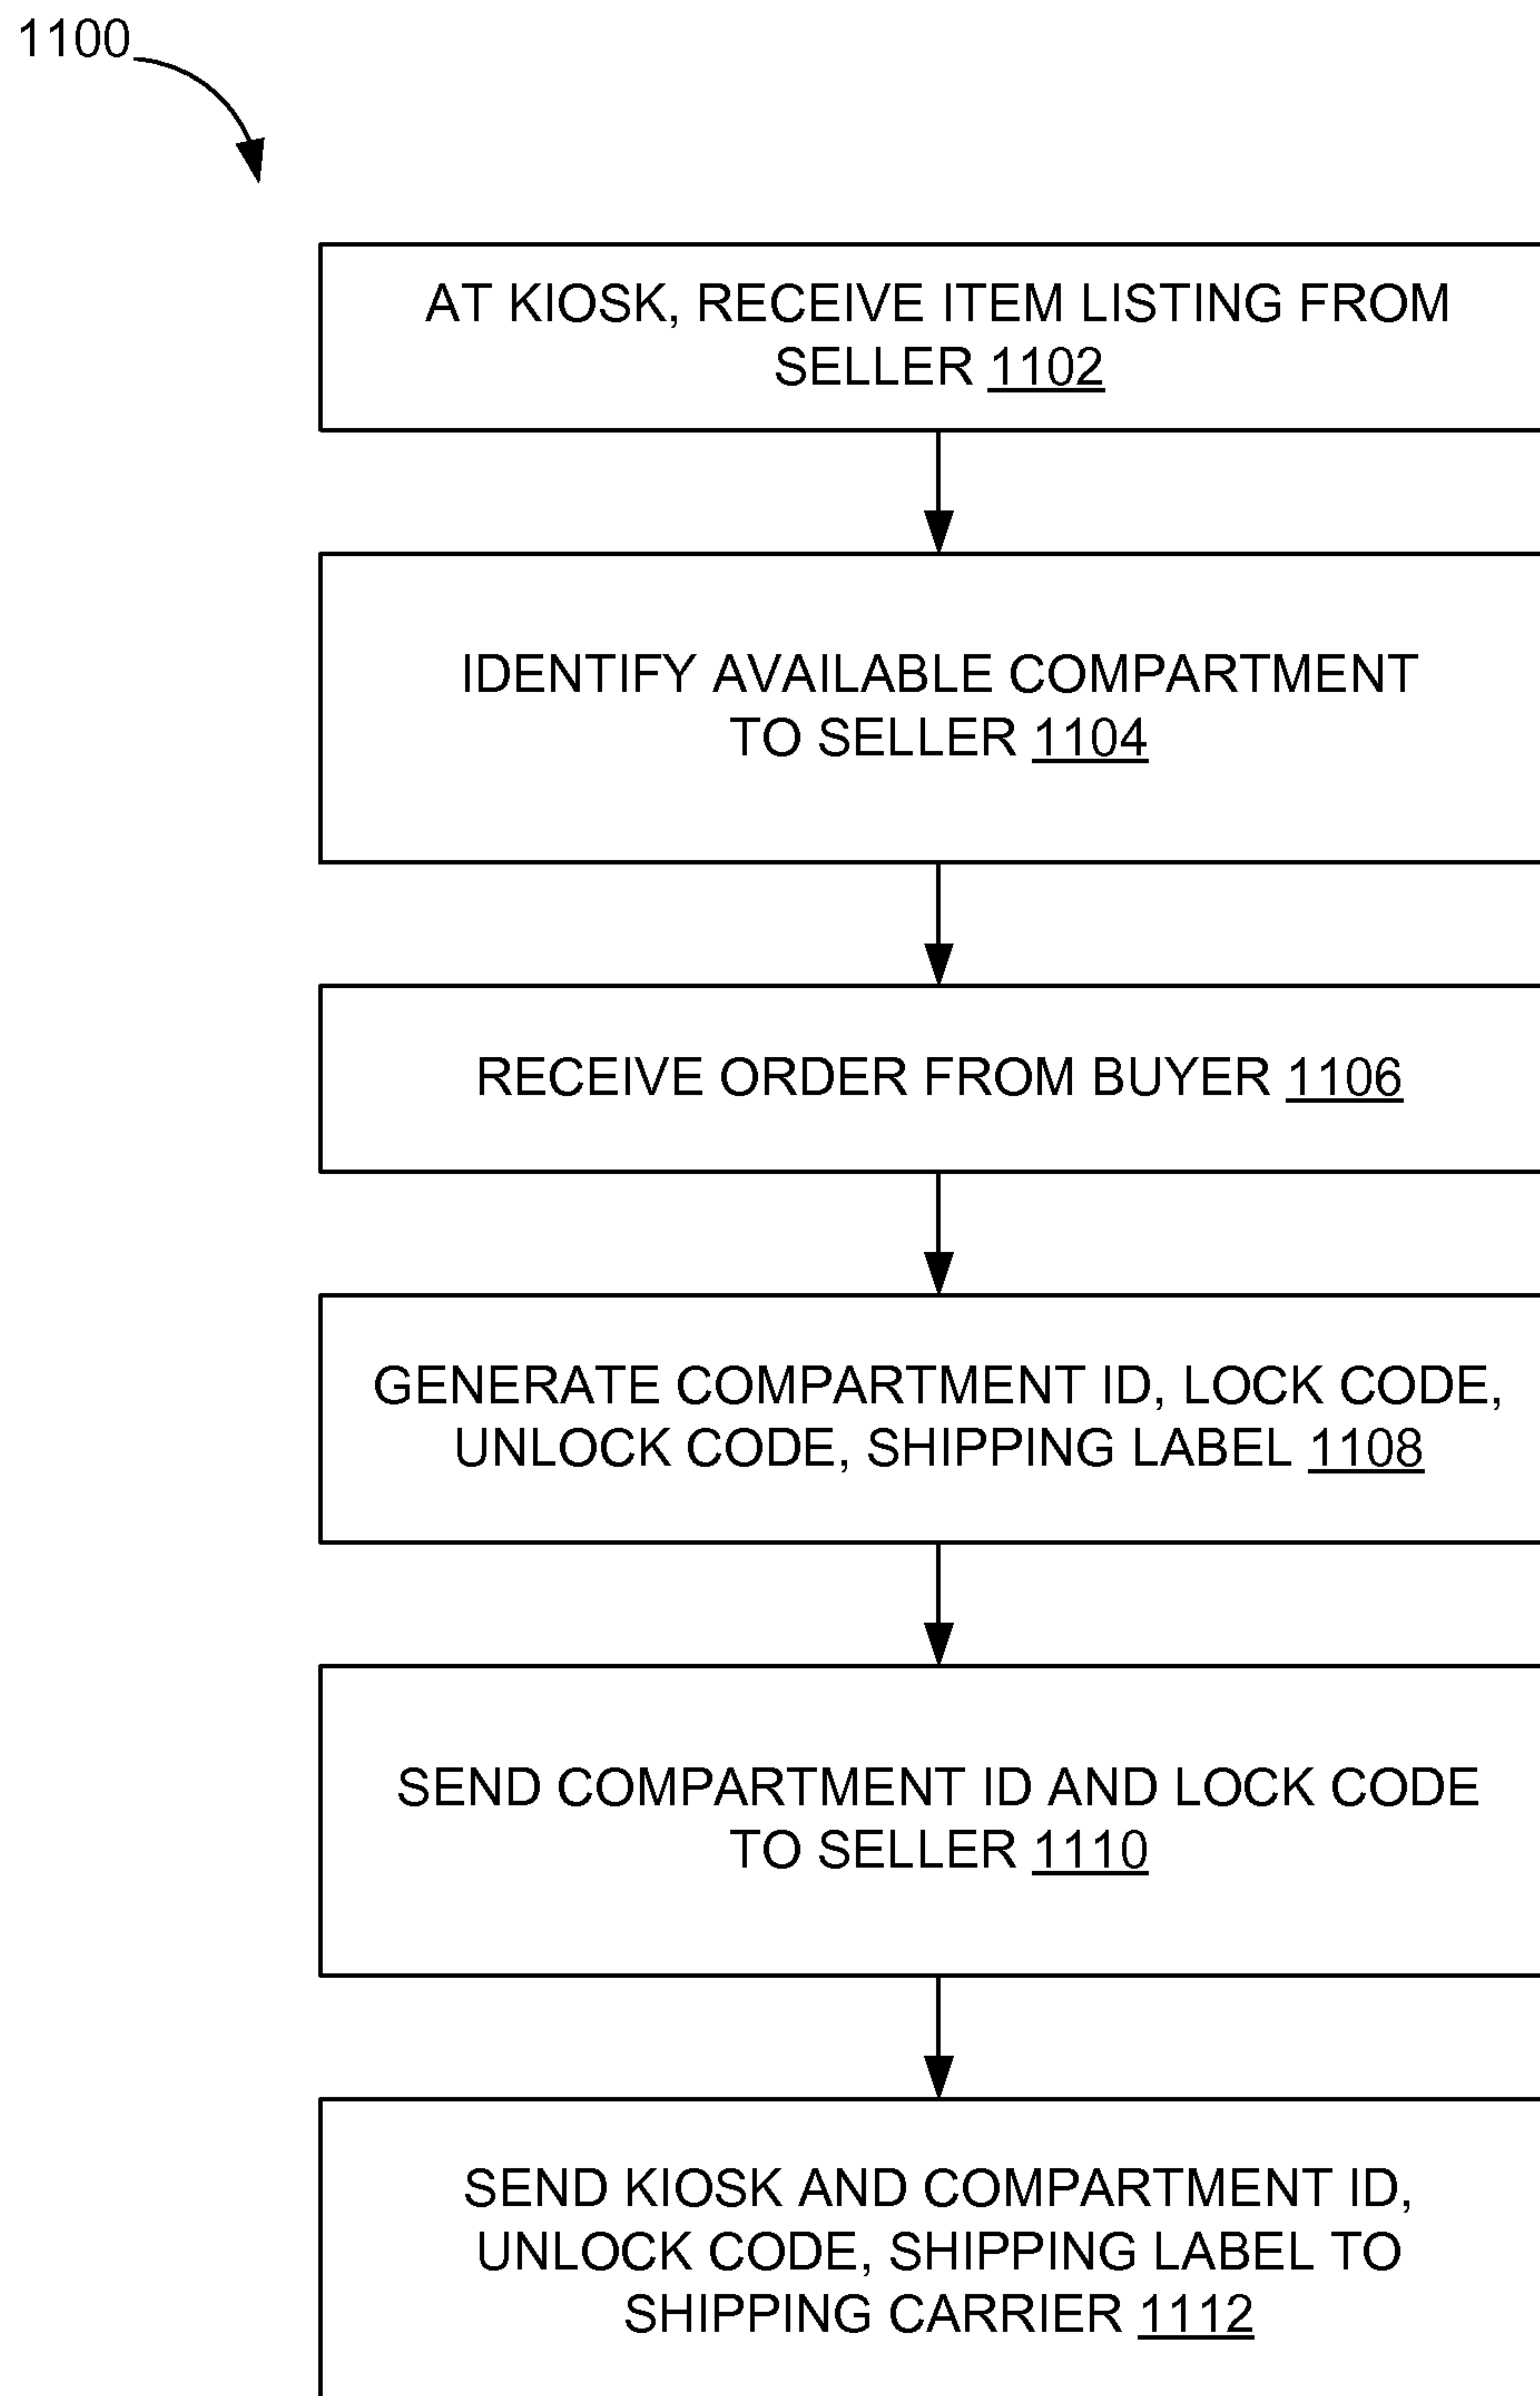 1100
AT KIOSK, RECEIVE ITEM LISTING FROM
SELLER 1102
IDENTIFY AVAILABLE COMPARTMENT
TO SELLER 1104
RECEIVE ORDER FROM BUYER 1106
GENERATE COMPARTMENT ID, LOCK CODE,
UNLOCK CODE, SHIPPING LABEL 1108
SEND COMPARTMENT ID AND LOCK CODE
TO SELLER 1110
SEND KIOSK AND COMPARTMENT ID,
UNLOCK CODE, SHIPPING LABEL TO
SHIPPING CARRIER 1112